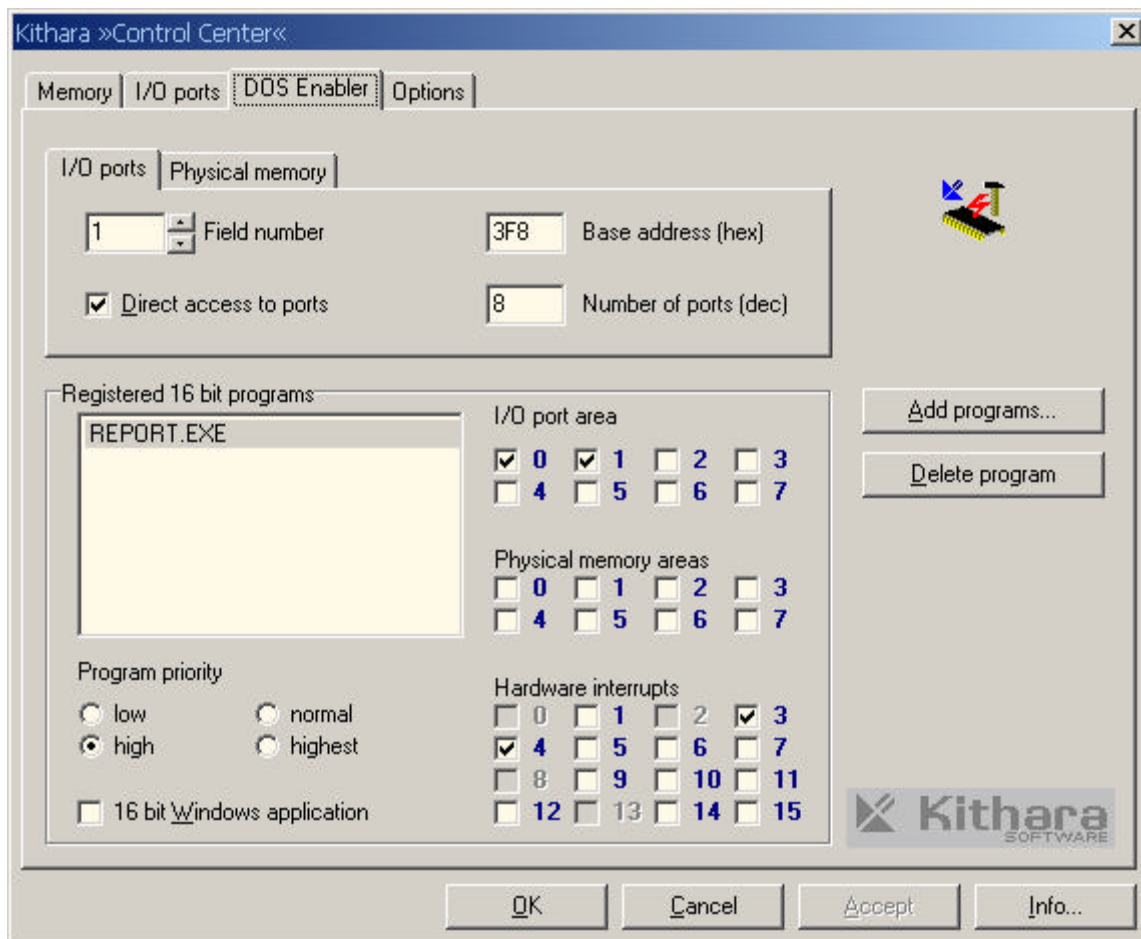 Kithara »Control Center«
Memory I/O ports DOS Enabler Options
I/O ports Physical memory
1 Field number 3F8 Base address (hex)
Direct access to ports 8 Number of ports (dec)
Registered 16 bit programs
REPORT.EXE
I/O port area
0 1 2 3
4 5 6 7
Physical memory areas
0 1 2 3
4 5 6 7
Program priority
low normal
high highest
16 bit Windows application
Hardware interrupts
0 1 2 3
4 5 6 7
8 9 10 11
12 13 14 15
Add programs...
Delete program
Kithara
SOFTWARE
OK Cancel Accept Info...